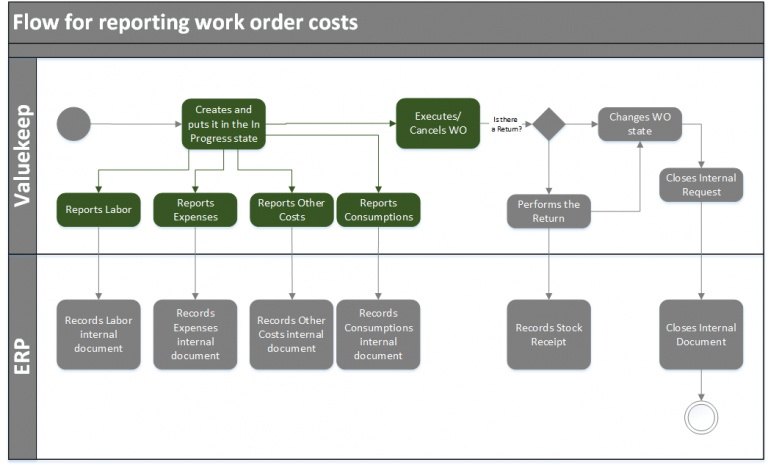 Flow for reporting work order costs
Valuekeep
Creates and
puts it in the In
Progress state
Executes/
Cancels WO
Is there
a Return?
Changes WO
state
Closes Internal
Request
Reports Labor
Reports
Expenses
Reports Other
Costs
Reports
Consumptions
Performs the
Return
ERP
Records Labor
internal
document
Records
Expenses
internal
document
Records Other
Costs internal
document
Records
Consumptions
internal
document
Records Stock
Receipt
Closes Internal
Document